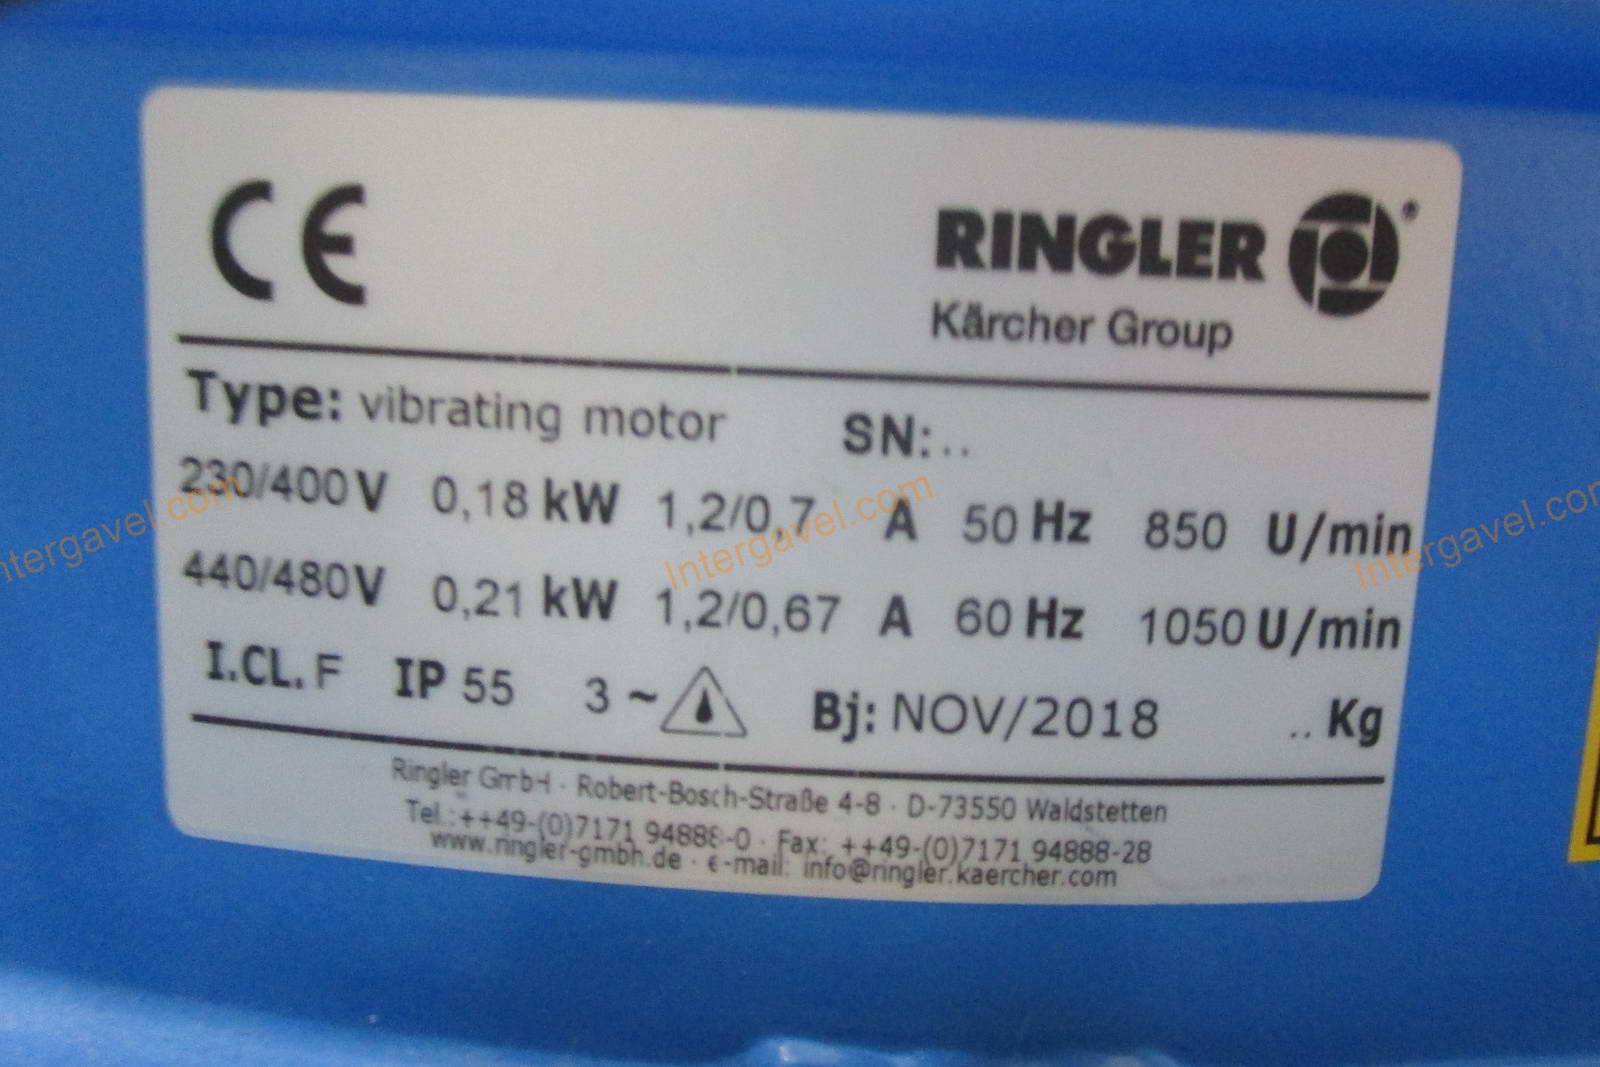 CE
RINGLER
Kärcher Group
Type: vibrating motor SN:..
230/400 V 0,18 kW 1,2/0,7 A 50 Hz 850 U/min
440/480 V 0,21 kW 1,2/0,67 A 60 Hz 1050 U/min
I.CL. F IP 55 3 ~ Bj: NOV/2018 .. Kg
Ringler GmbH · Robert-Bosch-Straße 4-8 · D-73550 Waldstetten
Tel.:++49-(0)7171 94888-0 · Fax: ++49-(0)7171 94888-28
www.ringler-gmbh.de · e-mail: info@ringler.kaercher.com
Intergavel.com
Intergavel.com
Intergavel.com